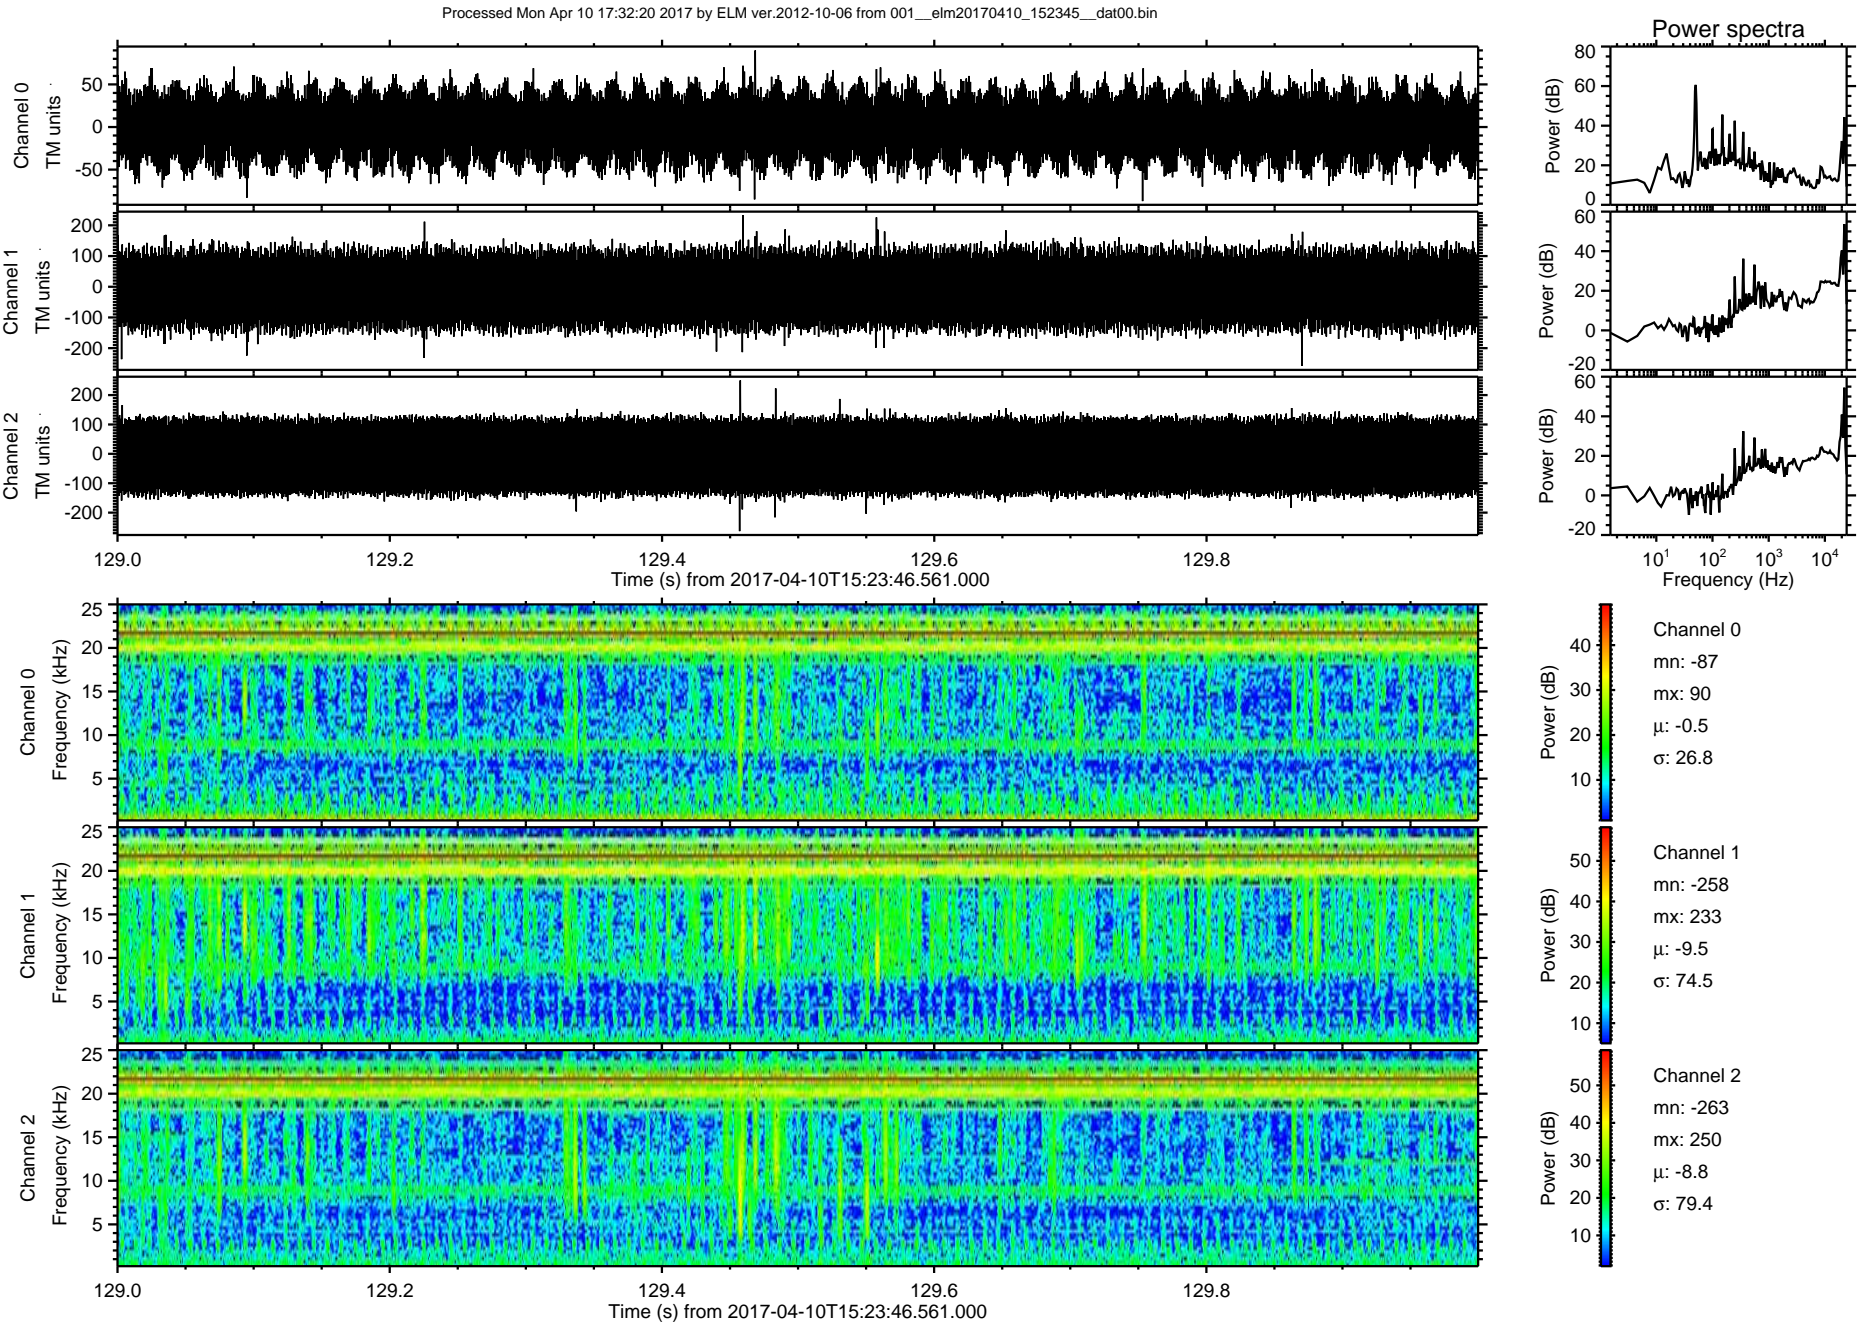 Processed Mon Apr 10 17:32:20 2017 by ELM ver.2012-10-06 from 001__elm20170410_152345__dat00.bin
Power spectra
Channel 0
TM units
50
0
-50
Power (dB)
80
60
40
20
0
Channel 1
TM units
200
100
0
-100
-200
Power (dB)
60
40
20
0
-20
Channel 2
TM units
200
100
0
-100
-200
Power (dB)
60
40
20
0
-20
129.0 129.2 129.4 129.6 129.8
Time (s) from 2017-04-10T15:23:46.561.000
10^1 10^2 10^3 10^4
Frequency (Hz)
Channel 0
Frequency (kHz)
25
20
15
10
5
Power (dB)
40
30
20
10
Channel 0
mn: -87
mx: 90
μ: -0.5
σ: 26.8
Channel 1
Frequency (kHz)
25
20
15
10
5
Power (dB)
50
40
30
20
10
Channel 1
mn: -258
mx: 233
μ: -9.5
σ: 74.5
Channel 2
Frequency (kHz)
25
20
15
10
5
Power (dB)
50
40
30
20
10
Channel 2
mn: -263
mx: 250
μ: -8.8
σ: 79.4
129.0 129.2 129.4 129.6 129.8
Time (s) from 2017-04-10T15:23:46.561.000